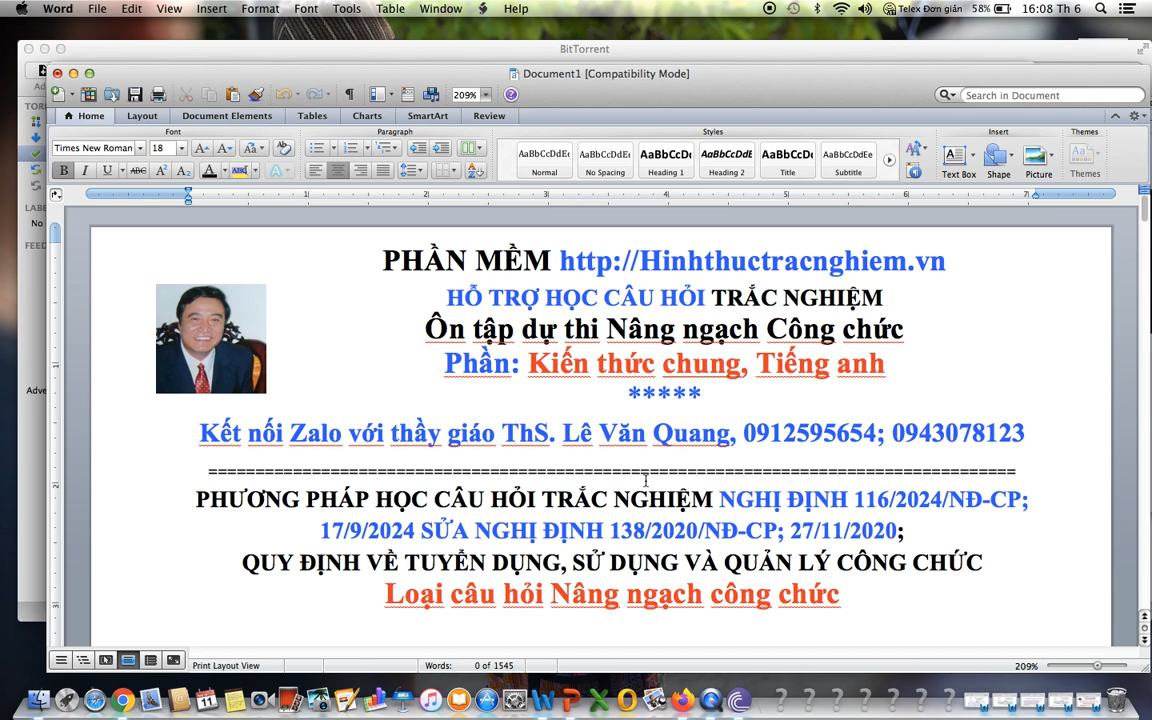 Word File Edit View Insert Format Font Tools Table Window Help Telex Đơn giản 58% 16:08 Th 6
BitTorrent
Document1 [Compatibility Mode]
209% Search in Document
Home Layout Document Elements Tables Charts SmartArt Review
Font Paragraph Styles Insert Themes
Times New Roman 18
AaBbCcDdEe AaBbCcDdEe AaBbCcDc AaBbCcDdE AaBbCcDc AaBbCcDdEe
Normal No Spacing Heading 1 Heading 2 Title Subtitle Text Box Shape Picture Themes
PHẦN MỀM http://Hinhthuctracnghiem.vn
HỖ TRỢ HỌC CÂU HỎI TRẮC NGHIỆM
Ôn tập dự thi Nâng ngạch Công chức
Phần: Kiến thức chung, Tiếng anh
*****
Kết nối Zalo với thầy giáo ThS. Lê Văn Quang, 0912595654; 0943078123
PHƯƠNG PHÁP HỌC CÂU HỎI TRẮC NGHIỆM NGHỊ ĐỊNH 116/2024/NĐ-CP;
17/9/2024 SỬA NGHỊ ĐỊNH 138/2020/NĐ-CP; 27/11/2020;
QUY ĐỊNH VỀ TUYỂN DỤNG, SỬ DỤNG VÀ QUẢN LÝ CÔNG CHỨC
Loại câu hỏi Nâng ngạch công chức
Print Layout View Words: 0 of 1545 209%